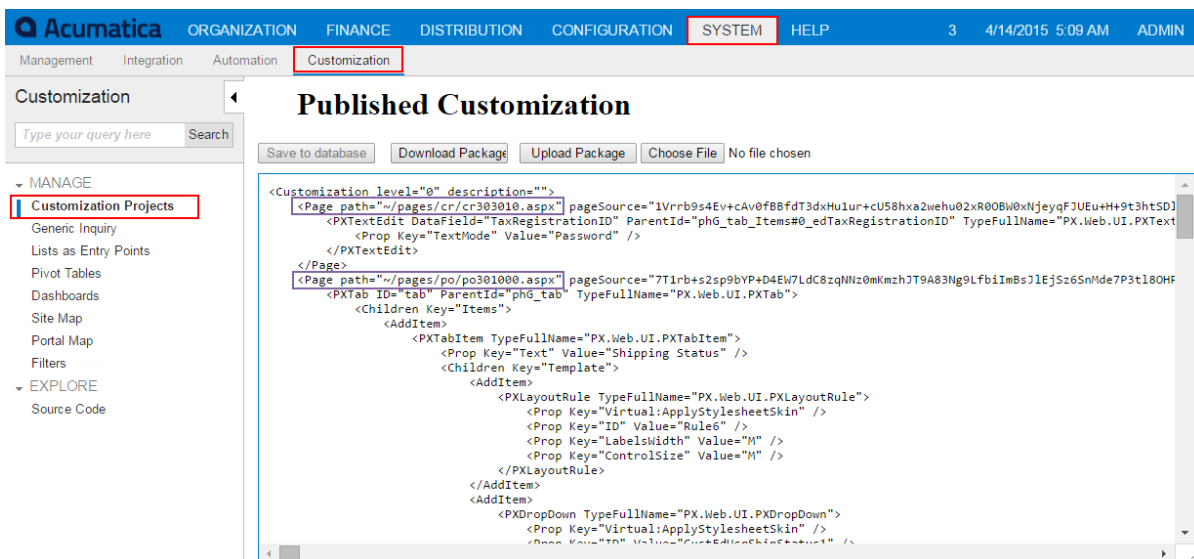 Acumatica ORGANIZATION FINANCE DISTRIBUTION CONFIGURATION SYSTEM HELP 3 4/14/2015 5:09 AM ADMIN
Management Integration Automation Customization
Customization
Type your query here Search
MANAGE
Customization Projects
Generic Inquiry
Lists as Entry Points
Pivot Tables
Dashboards
Site Map
Portal Map
Filters
EXPLORE
Source Code
Published Customization
Save to database Download Package Upload Package Choose File No file chosen
<Customization level="0" description="">
<Page path="~/pages/cr/cr303010.aspx" pageSource="
<PXTextEdit DataField="TaxRegistrationID" ParentId="phG_tab_Items#0_edTaxRegistrationID" TypeFullName="PX.Web.UI.PXText
<Prop Key="TextMode" Value="Password" />
</PXTextEdit>
</Page>
<Page path="~/pages/po/po301000.aspx" pageSource="
<PXTab ID="tab" ParentId="phG_tab" TypeFullName="PX.Web.UI.PXTab">
<Children Key="Items">
<AddItem>
<PXTabItem TypeFullName="PX.Web.UI.PXTabItem">
<Prop Key="Text" Value="Shipping Status" />
<Children Key="Template">
<AddItem>
<PXLayoutRule TypeFullName="PX.Web.UI.PXLayoutRule">
<Prop Key="Virtual:ApplyStylesheetSkin" />
<Prop Key="ID" Value="Rule6" />
<Prop Key="LabelsWidth" Value="M" />
<Prop Key="ControlSize" Value="M" />
</PXLayoutRule>
</AddItem>
<AddItem>
<PXDropDown TypeFullName="PX.Web.UI.PXDropDown">
<Prop Key="Virtual:ApplyStylesheetSkin" />